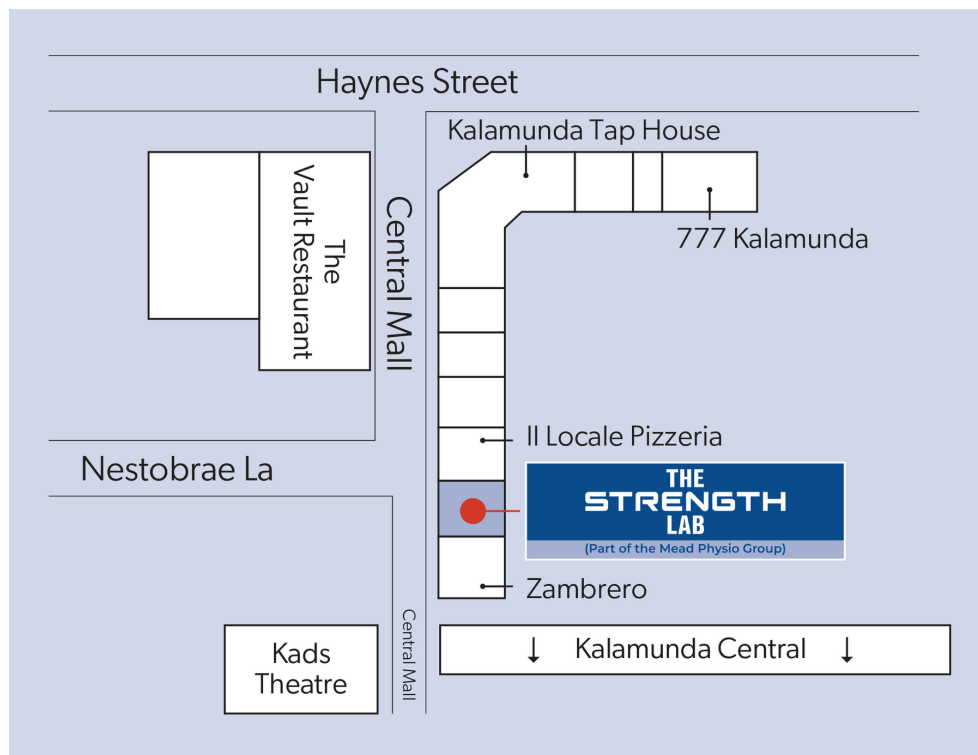 Haynes Street
Kalamunda Tap House
The
Vault Restaurant
Central Mall
777 Kalamunda
Il Locale Pizzeria
Nestobrae La
THE
STRENGTH
LAB
(Part of the Mead Physio Group)
Zambrero
Central Mall
Kads
Theatre
↓ Kalamunda Central ↓